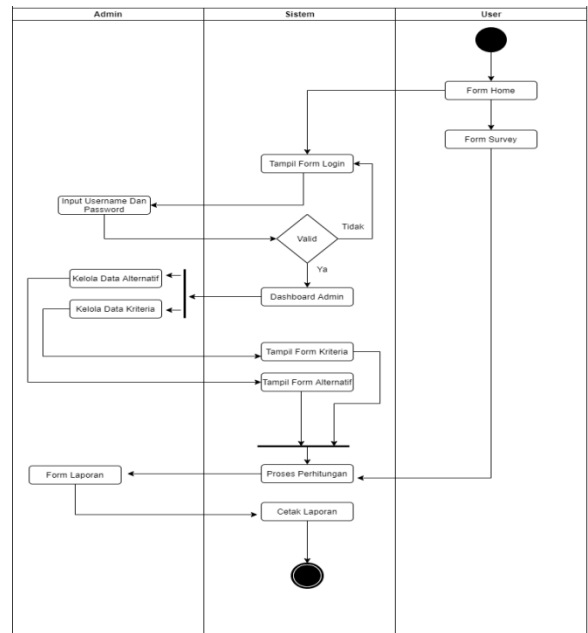 Admin
Sistem
User
Form Home
Form Survey
Tampil Form Login
Input Username Dan
Password
Tidak
Valid
Ya
Kelola Data Alternatif
Dashboard Admin
Kelola Data Kriteria
Tampil Form Kriteria
Tampil Form Alternatif
Proses Perhitungan
Form Laporan
Cetak Laporan